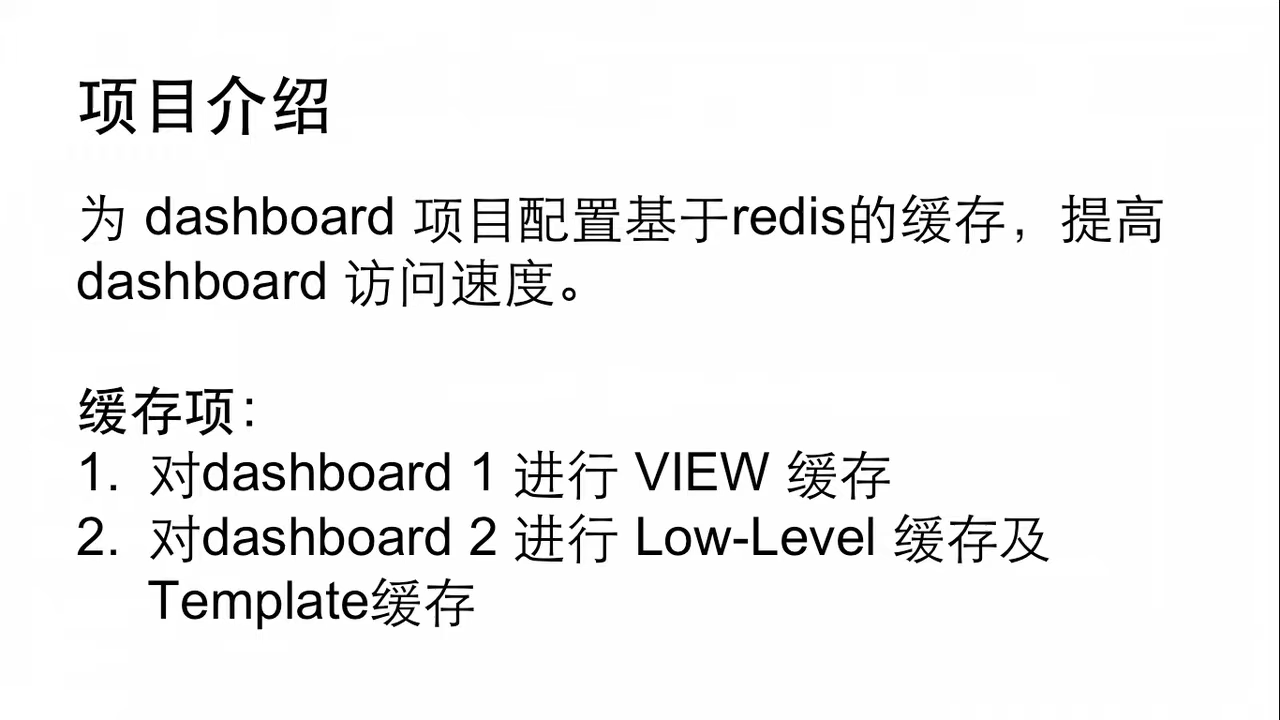 项目介绍
为 dashboard 项目配置基于redis的缓存，提高
dashboard 访问速度。
缓存项：
1. 对dashboard 1 进行 VIEW 缓存
2. 对dashboard 2 进行 Low-Level 缓存及
Template缓存